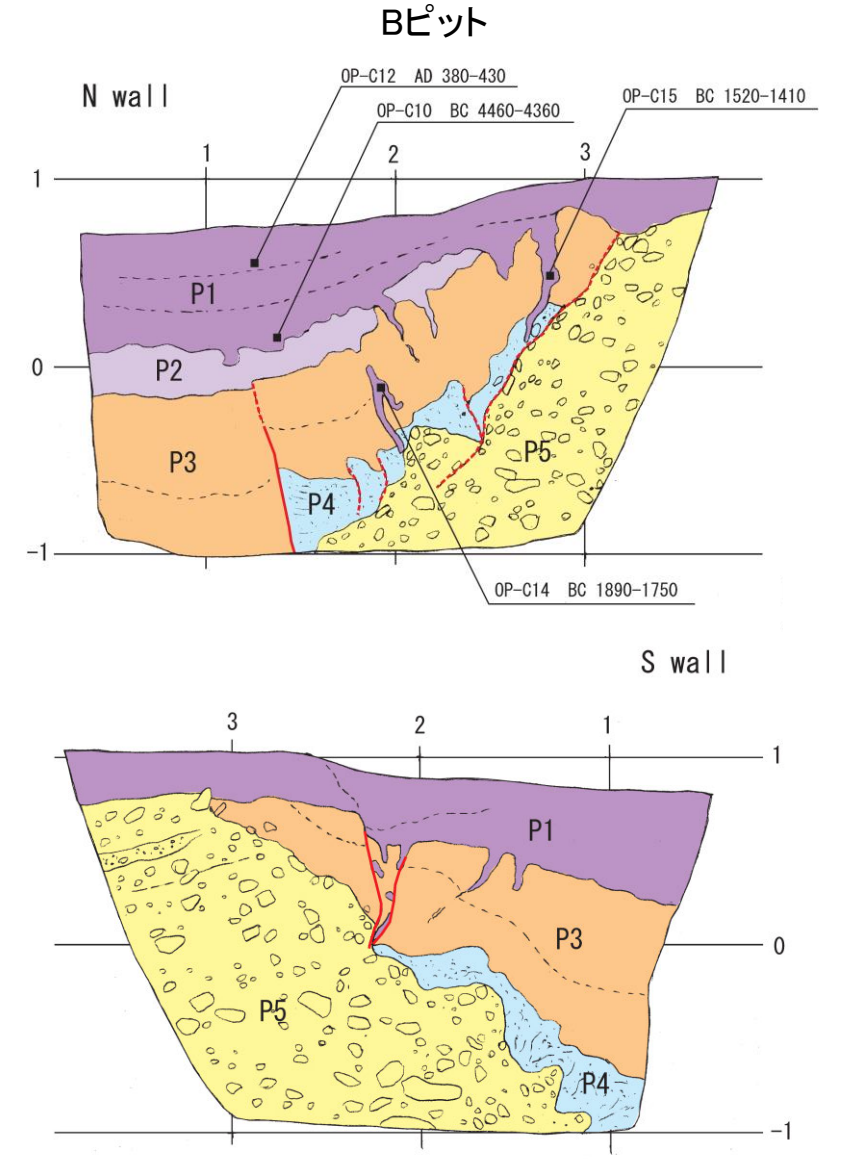 Bピット
N wall
OP-C12 AD 380-430
OP-C10 BC 4460-4360
OP-C15 BC 1520-1410
1 2 3
1
P1
0
P2
P3
P5
P4
-1
OP-C14 BC 1890-1750
S wall
3 2 1
1
P1
P3
0
P5
P4
-1